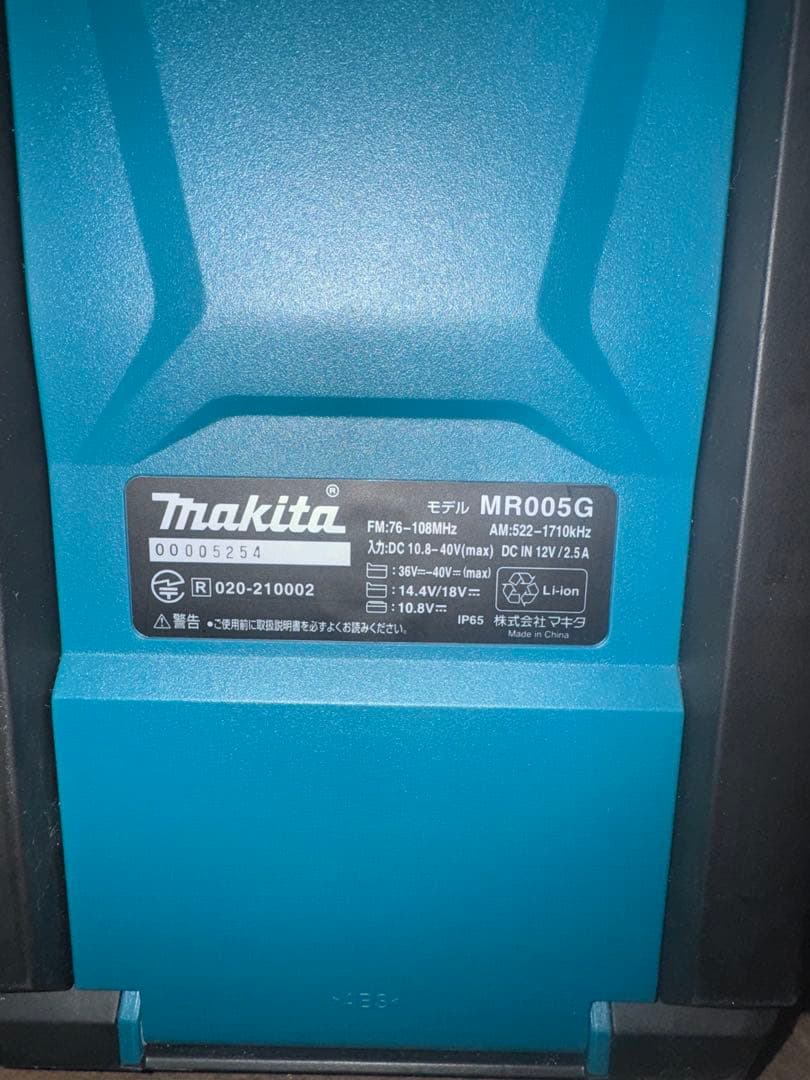 makita®
モデル MR005G
FM:76-108MHz AM:522-1710kHz
00005254
入力:DC 10.8-40V(max) DC IN 12V/2.5A
:36V⎓-40V⎓(max)
R 020-210002
:14.4V/18V⎓
Li-ion
:10.8V⎓
⚠警告 •ご使用前に取扱説明書を必ずよくお読みください。
IP65 株式会社マキタ
Made in China
>ABS<